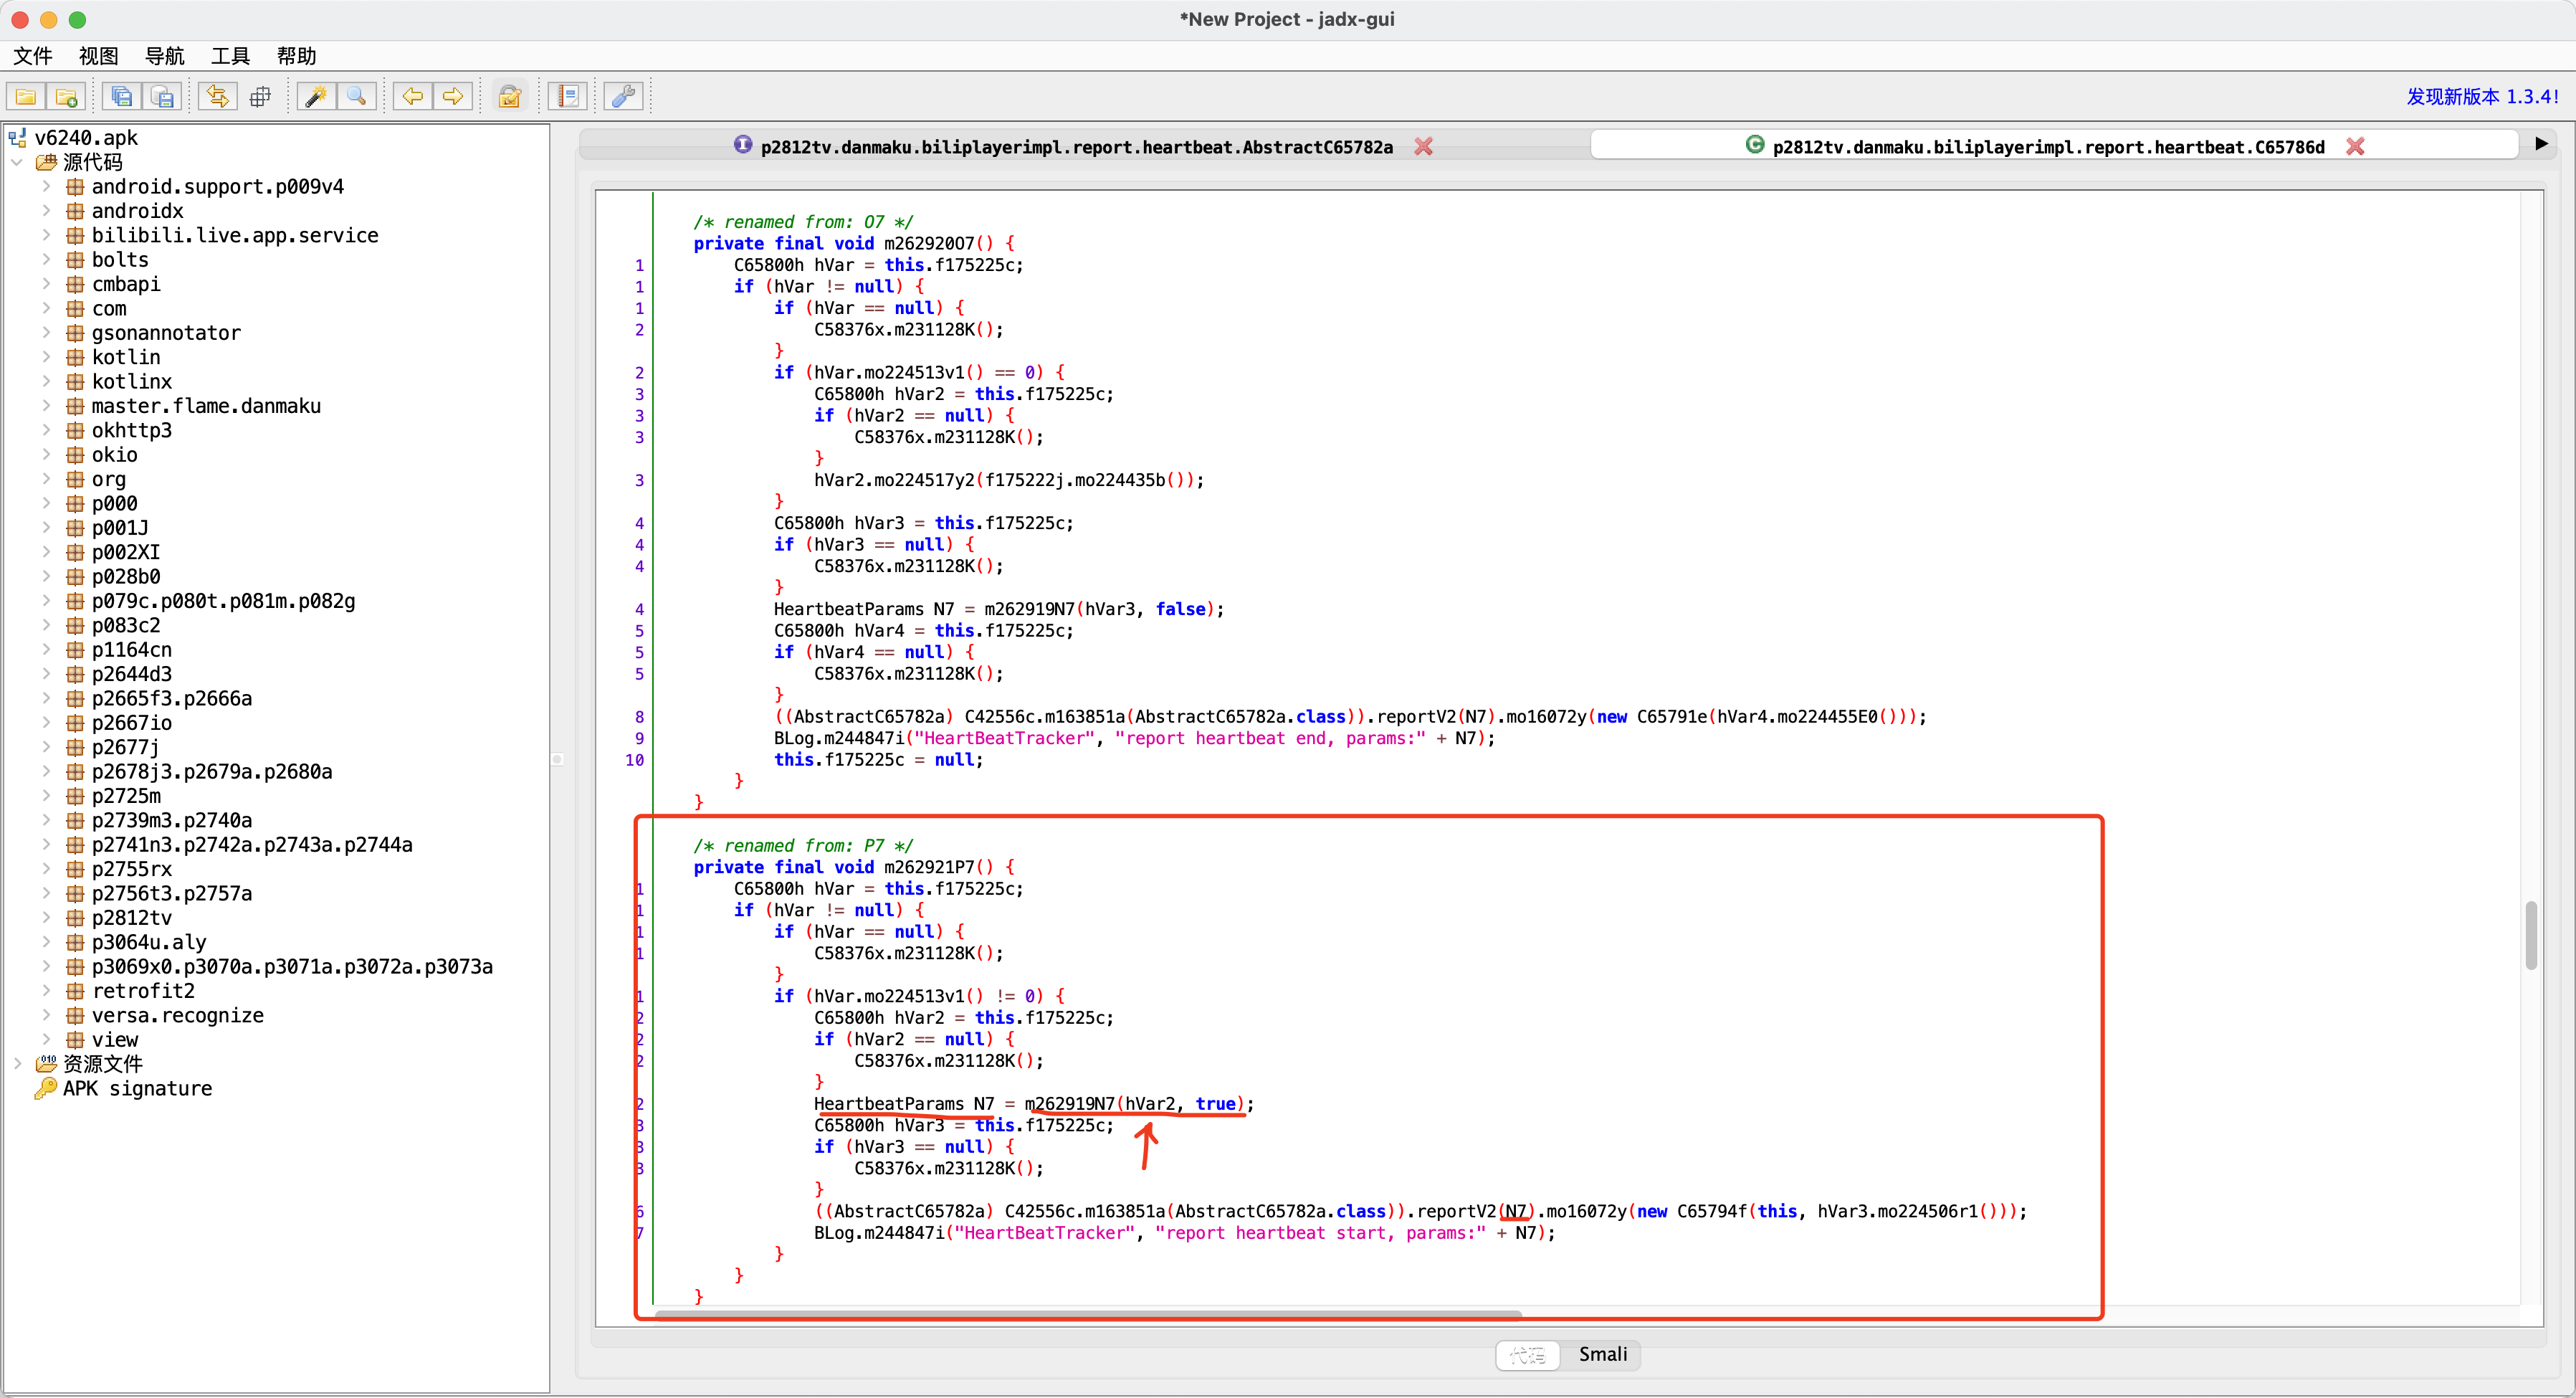 *New Project - jadx-gui
文件 视图 导航 工具 帮助
发现新版本 1.3.4!
v6240.apk
源代码
android.support.p009v4
androidx
bilibili.live.app.service
bolts
cmbapi
com
gsonannotator
kotlin
kotlinx
master.flame.danmaku
okhttp3
okio
org
p000
p001J
p002XI
p028b0
p079c.p080t.p081m.p082g
p083c2
p1164cn
p2644d3
p2665f3.p2666a
p2667io
p2677j
p2678j3.p2679a.p2680a
p2725m
p2739m3.p2740a
p2741n3.p2742a.p2743a.p2744a
p2755rx
p2756t3.p2757a
p2812tv
p3064u.aly
p3069x0.p3070a.p3071a.p3072a.p3073a
retrofit2
versa.recognize
view
资源文件
APK signature
p2812tv.danmaku.biliplayerimpl.report.heartbeat.AbstractC65782a
p2812tv.danmaku.biliplayerimpl.report.heartbeat.C65786d
/* renamed from: O7 */
private final void m262920O7() {
1 C65800h hVar = this.f175225c;
1 if (hVar != null) {
1 if (hVar == null) {
2 C58376x.m231128K();
}
2 if (hVar.mo224513v1() == 0) {
3 C65800h hVar2 = this.f175225c;
3 if (hVar2 == null) {
3 C58376x.m231128K();
}
3 hVar2.mo224517y2(f175222j.mo224435b());
}
4 C65800h hVar3 = this.f175225c;
4 if (hVar3 == null) {
4 C58376x.m231128K();
}
4 HeartbeatParams N7 = m262919N7(hVar3, false);
5 C65800h hVar4 = this.f175225c;
5 if (hVar4 == null) {
5 C58376x.m231128K();
}
8 ((AbstractC65782a) C42556c.m163851a(AbstractC65782a.class)).reportV2(N7).mo16072y(new C65791e(hVar4.mo224455E0()));
9 BLog.m244847i("HeartBeatTracker", "report heartbeat end, params:" + N7);
10 this.f175225c = null;
}
}
/* renamed from: P7 */
private final void m262921P7() {
1 C65800h hVar = this.f175225c;
1 if (hVar != null) {
1 if (hVar == null) {
1 C58376x.m231128K();
}
1 if (hVar.mo224513v1() != 0) {
2 C65800h hVar2 = this.f175225c;
2 if (hVar2 == null) {
2 C58376x.m231128K();
}
2 HeartbeatParams N7 = m262919N7(hVar2, true);
3 C65800h hVar3 = this.f175225c;
3 if (hVar3 == null) {
3 C58376x.m231128K();
}
6 ((AbstractC65782a) C42556c.m163851a(AbstractC65782a.class)).reportV2(N7).mo16072y(new C65794f(this, hVar3.mo224506r1()));
7 BLog.m244847i("HeartBeatTracker", "report heartbeat start, params:" + N7);
}
}
}
代码 Smali